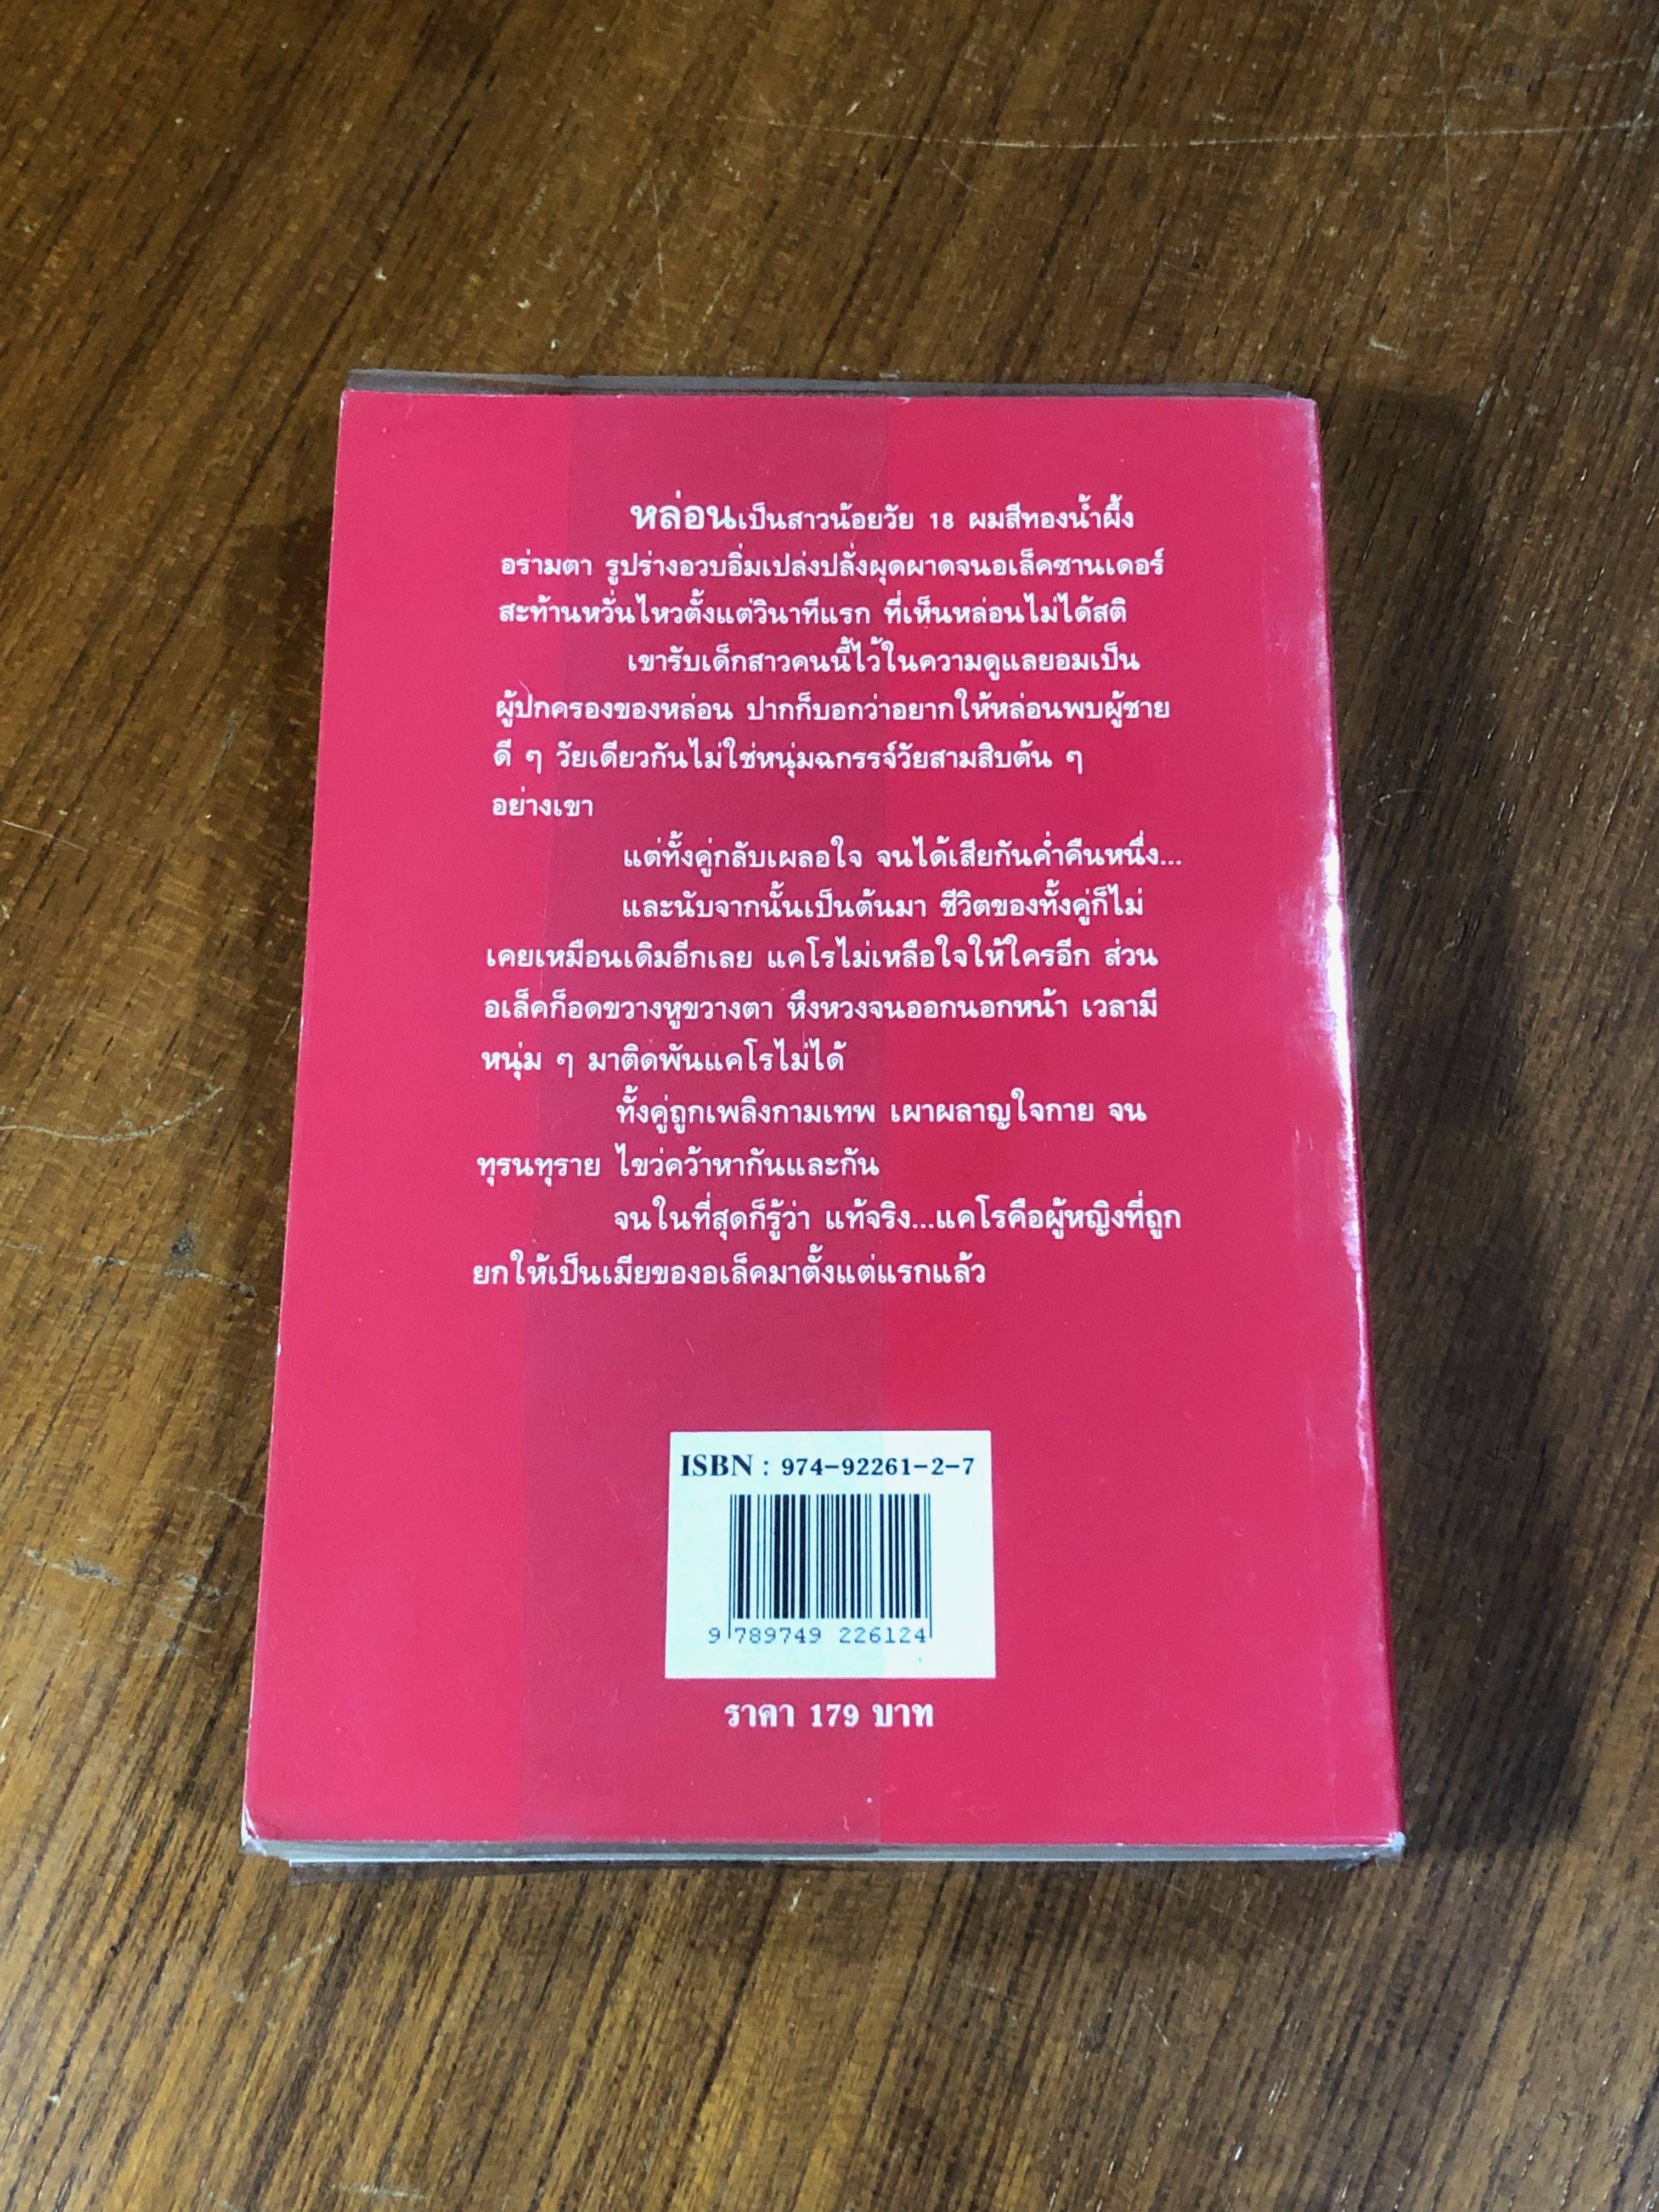 หล่อนเป็นสาวน้อยวัย 18 ผมสีทองน้ำผึ้ง
อร่ามตา รูปร่างอวบอิ่มเปล่งปลั่งผุดผาดจนอเล็คซานเดอร์
สะท้านหวั่นไหวตั้งแต่วินาทีแรก ที่เห็นหล่อนไม่ได้สติ
เขารับเด็กสาวคนนี้ไว้ในความดูแลยอมเป็น
ผู้ปกครองของหล่อน ปากก็บอกว่าอยากให้หล่อนพบผู้ชาย
ดี ๆ วัยเดียวกันไม่ใช่หนุ่มฉกรรจ์วัยสามสิบต้น ๆ
อย่างเขา
แต่ทั้งคู่กลับเผลอใจ จนได้เสียกันค่ำคืนหนึ่ง...
และนับจากนั้นเป็นต้นมา ชีวิตของทั้งคู่ก็ไม่
เคยเหมือนเดิมอีกเลย แคโรไม่เหลือใจให้ใครอีก ส่วน
อเล็คก็อดขวางหูขวางตา หึงหวงจนออกนอกหน้า เวลามี
หนุ่ม ๆ มาติดพันแคโรไม่ได้
ทั้งคู่ถูกเพลิงกามเทพ เผาผลาญใจกาย จน
ทุรนทุราย ไขว่คว้าหากันและกัน
จนในที่สุดก็รู้ว่า แท้จริง...แคโรคือผู้หญิงที่ถูก
ยกให้เป็นเมียของอเล็คมาตั้งแต่แรกแล้ว
ISBN : 974-92261-2-7
9 789749 226124
ราคา 179 บาท